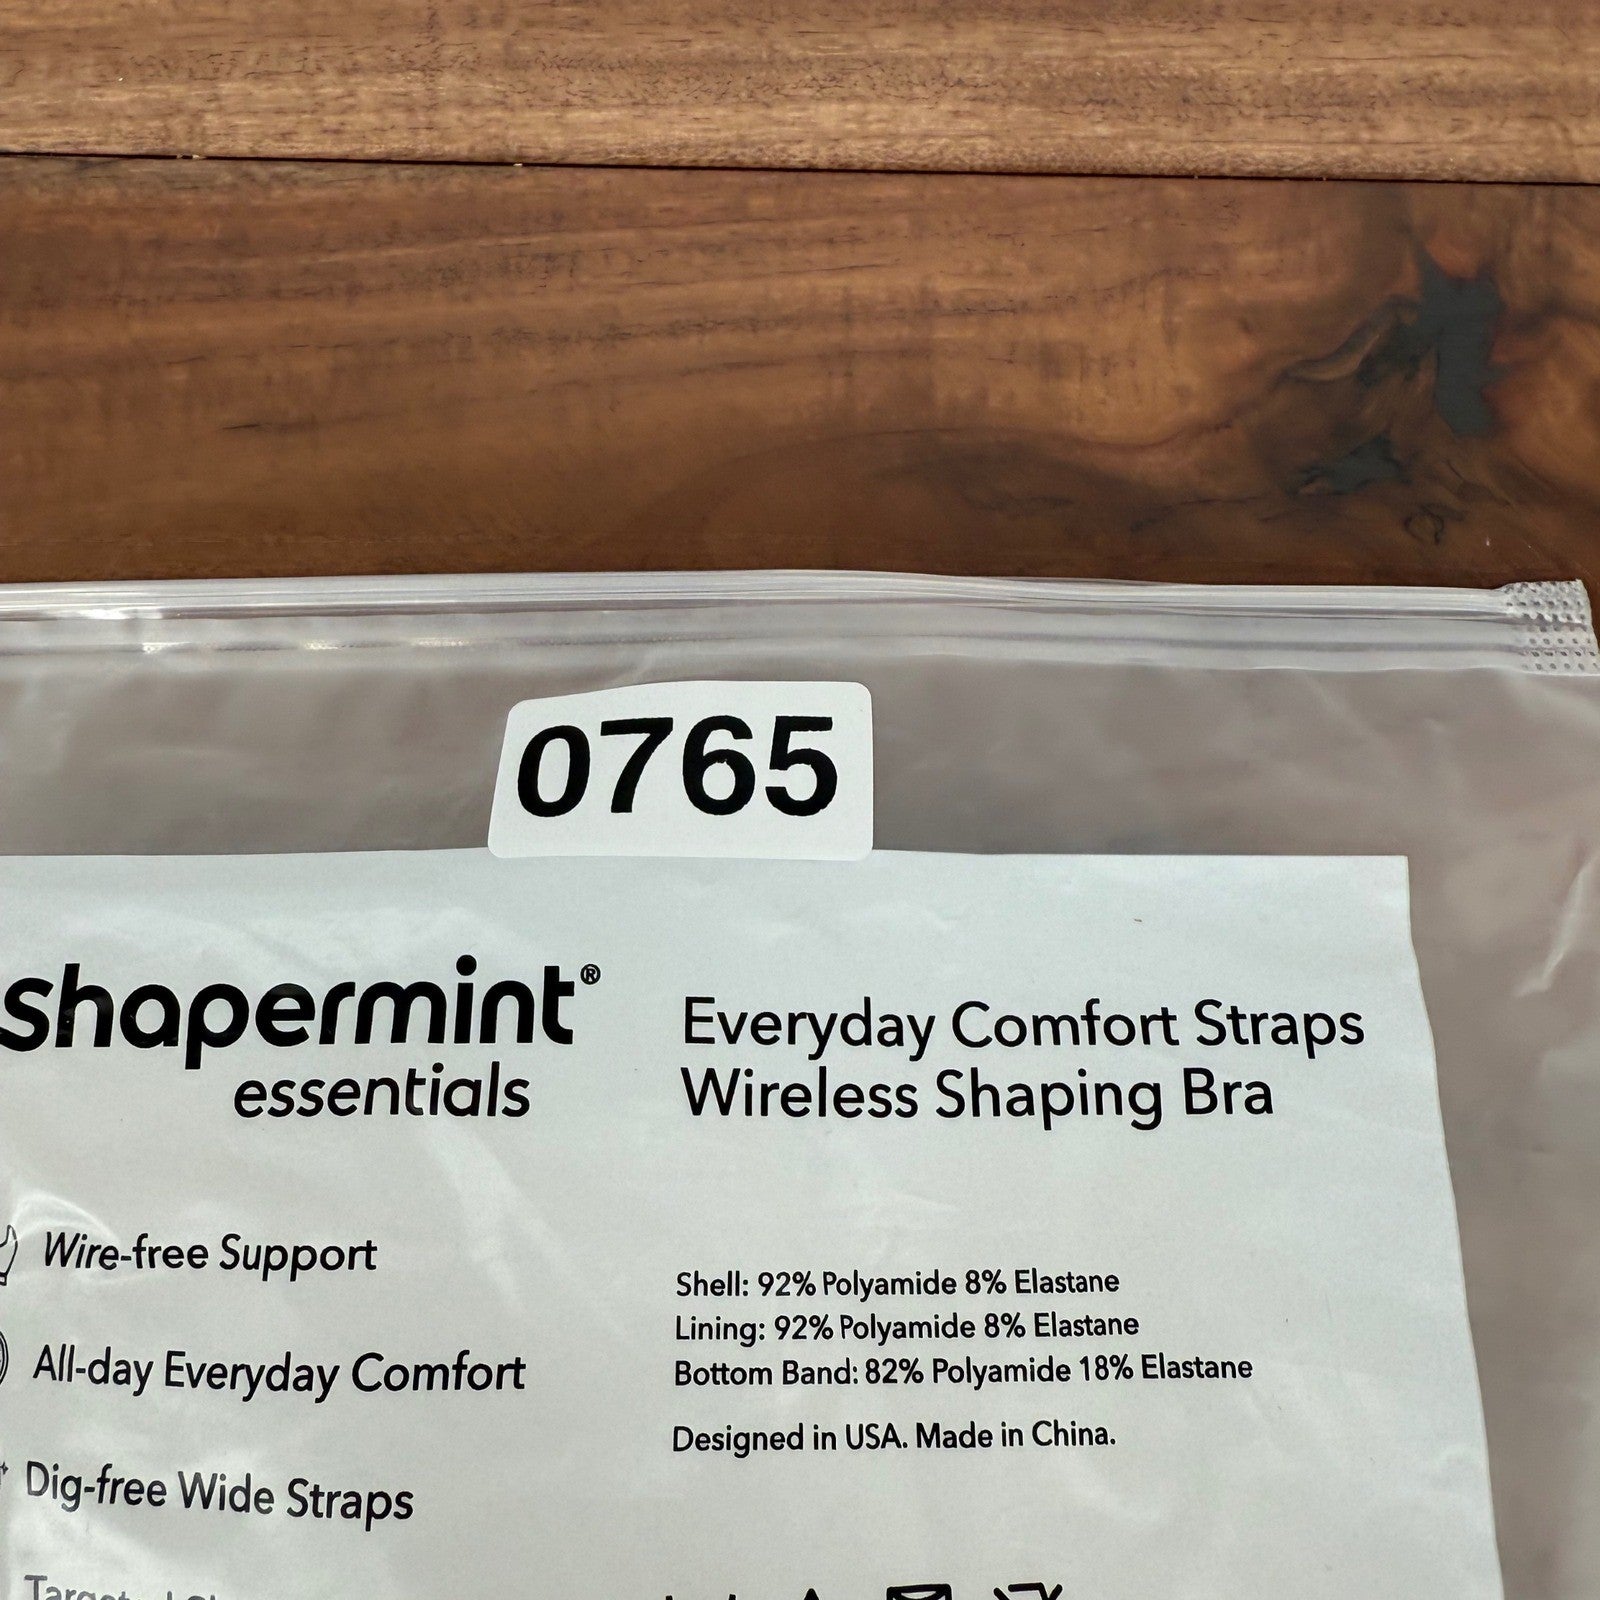 0765
shapermint®
essentials
Everyday Comfort Straps
Wireless Shaping Bra
Wire-free Support
All-day Everyday Comfort
Dig-free Wide Straps
Shell: 92% Polyamide 8% Elastane
Lining: 92% Polyamide 8% Elastane
Bottom Band: 82% Polyamide 18% Elastane
Designed in USA. Made in China.